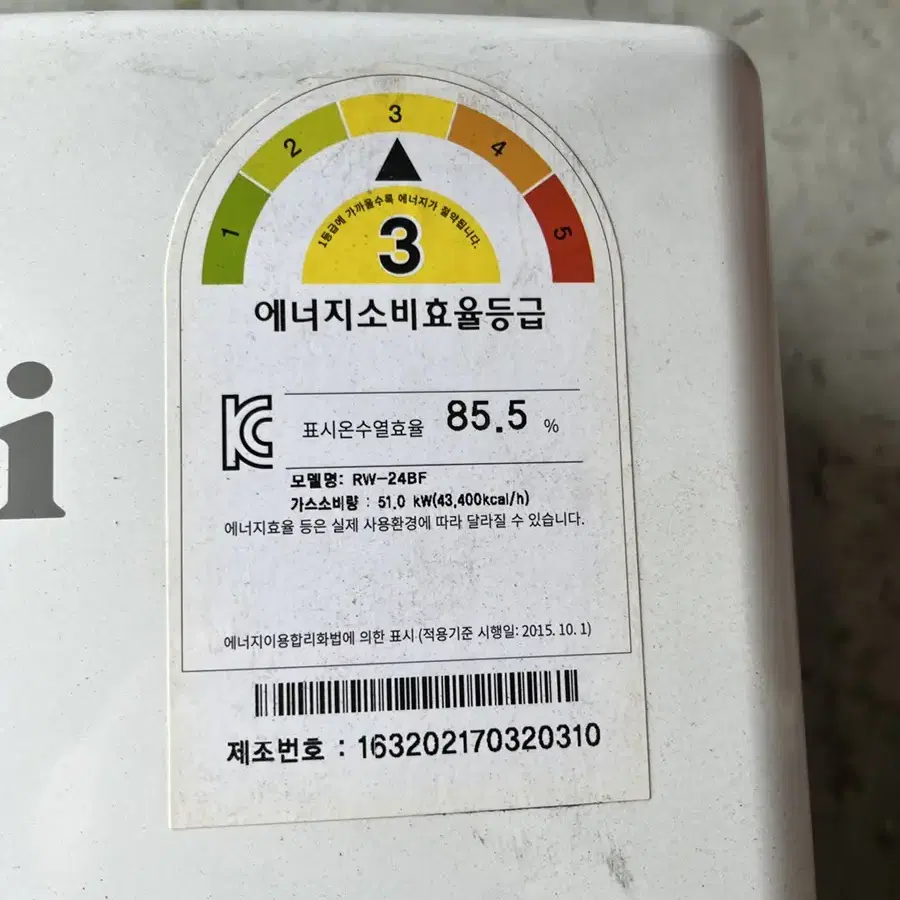 1
2
3
4
5
1등급에 가까울수록 에너지가 절약됩니다.
3
에너지소비효율등급
KC
표시온수열효율 85.5 %
모델명: RW-24BF
가스소비량 : 51.0 kW(43,400kcal/h)
에너지효율 등은 실제 사용환경에 따라 달라질 수 있습니다.
에너지이용합리화법에 의한 표시 (적용기준 시행일: 2015. 10. 1)
제조번호 : 163202170320310
i